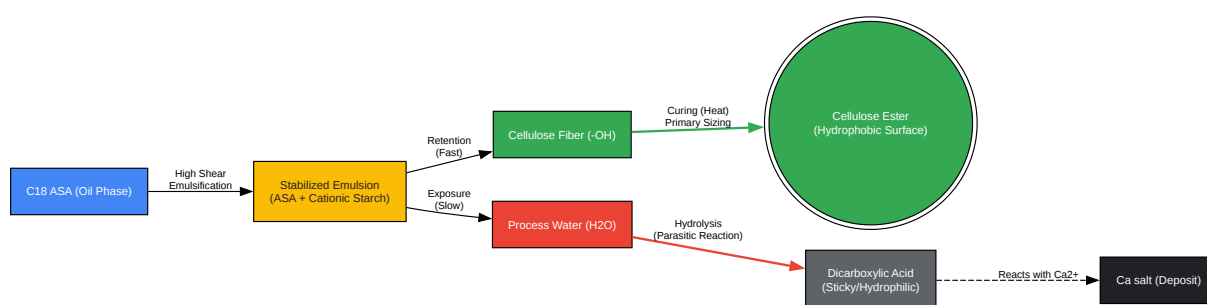 C18 ASA (Oil Phase)
High Shear
Emulsification
Stabilized Emulsion
(ASA + Cationic Starch)
Retention
(Fast)
Exposure
(Slow)
Cellulose Fiber (-OH)
Process Water (H2O)
Curing (Heat)
Primary Sizing
Cellulose Ester
(Hydrophobic Surface)
Hydrolysis
(Parasitic Reaction)
Dicarboxylic Acid
(Sticky/Hydrophilic)
Reacts with Ca2+
Ca salt (Deposit)